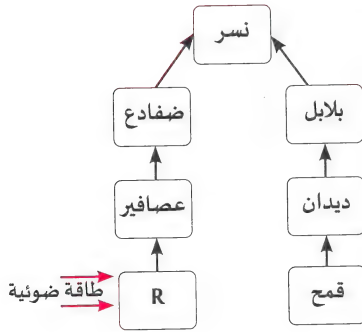 نسر
ضفادع
بلابل
عصافير
ديدان
طاقة ضوئية
R
قمح